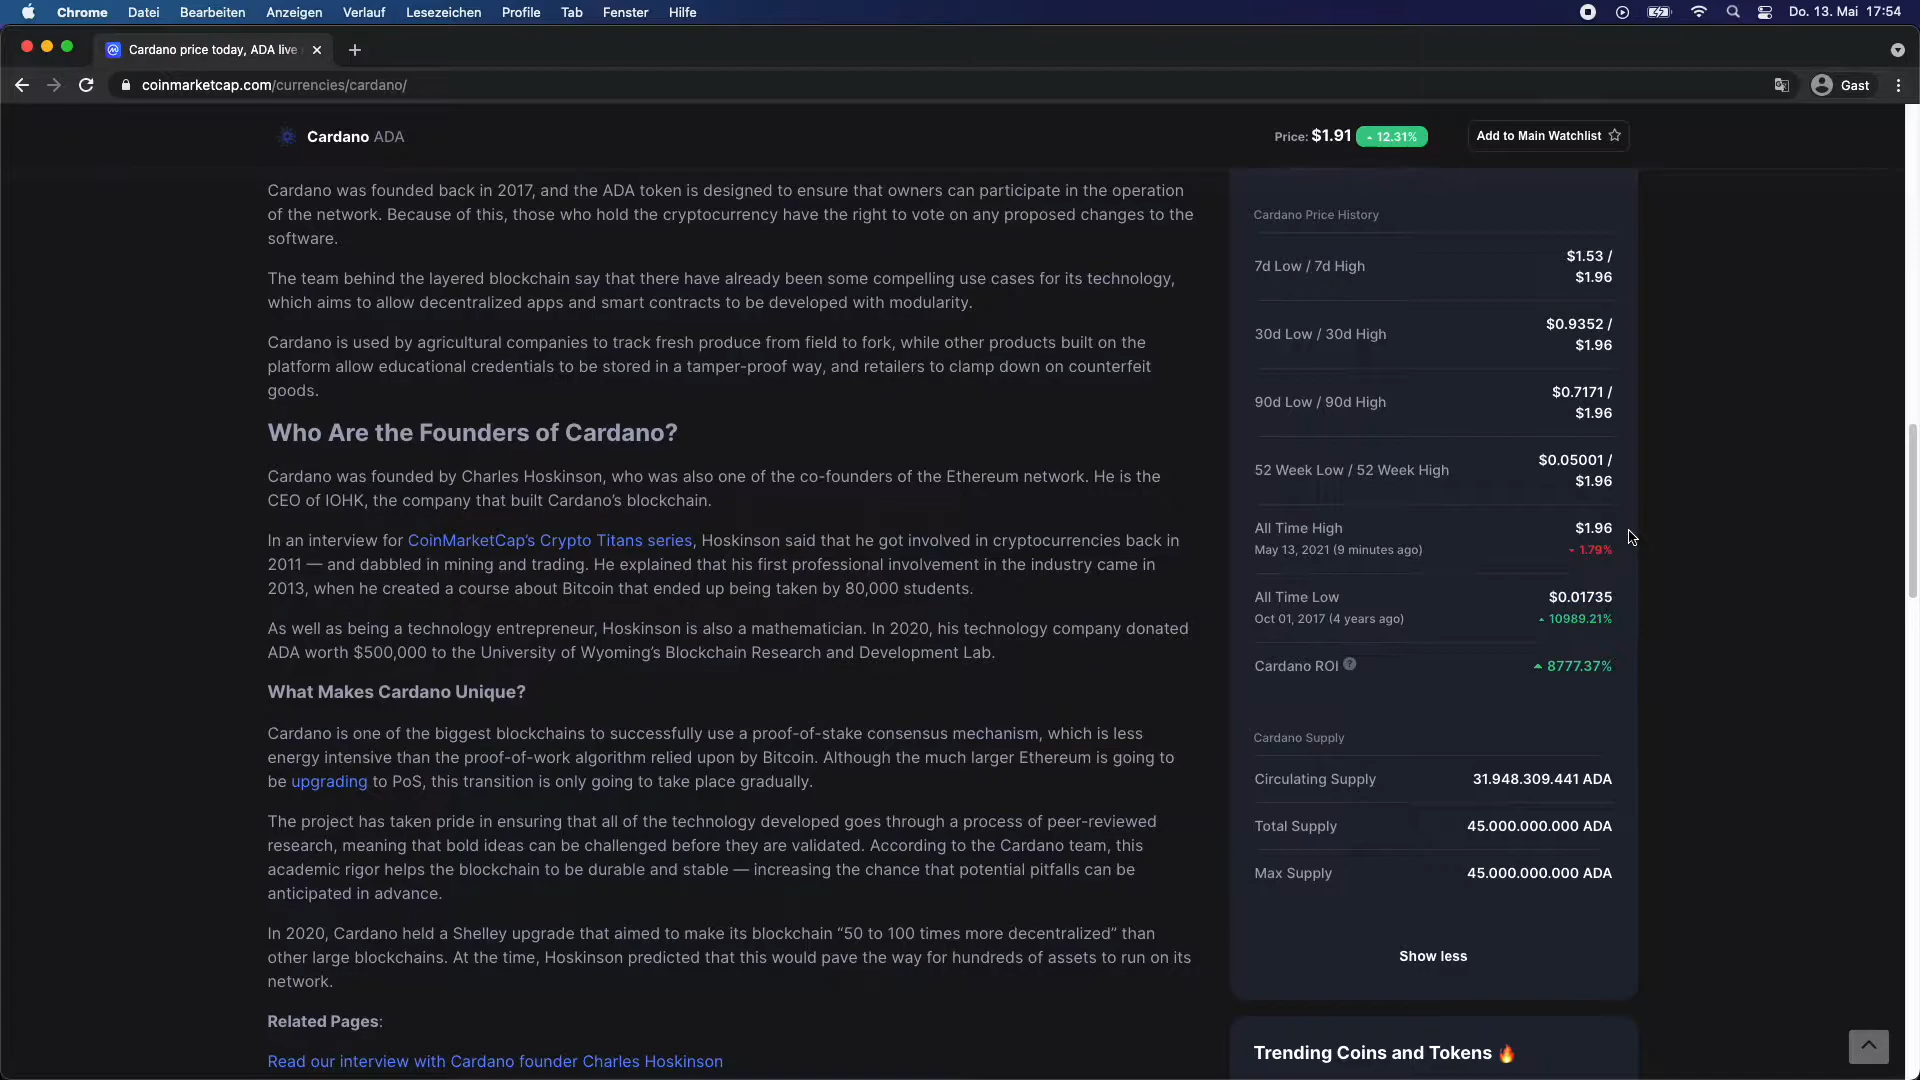 Chrome Datei Bearbeiten Anzeigen Verlauf Lesezeichen Profile Tab Fenster Hilfe Do. 13. Mai 17:54
Cardano price today, ADA live
coinmarketcap.com/currencies/cardano/ Gast
Cardano ADA Price: $1.91 12.31% Add to Main Watchlist
Cardano was founded back in 2017, and the ADA token is designed to ensure that owners can participate in the operation
of the network. Because of this, those who hold the cryptocurrency have the right to vote on any proposed changes to the
software.
The team behind the layered blockchain say that there have already been some compelling use cases for its technology,
which aims to allow decentralized apps and smart contracts to be developed with modularity.
Cardano is used by agricultural companies to track fresh produce from field to fork, while other products built on the
platform allow educational credentials to be stored in a tamper-proof way, and retailers to clamp down on counterfeit
goods.
Who Are the Founders of Cardano?
Cardano was founded by Charles Hoskinson, who was also one of the co-founders of the Ethereum network. He is the
CEO of IOHK, the company that built Cardano’s blockchain.
In an interview for CoinMarketCap’s Crypto Titans series, Hoskinson said that he got involved in cryptocurrencies back in
2011 — and dabbled in mining and trading. He explained that his first professional involvement in the industry came in
2013, when he created a course about Bitcoin that ended up being taken by 80,000 students.
As well as being a technology entrepreneur, Hoskinson is also a mathematician. In 2020, his technology company donated
ADA worth $500,000 to the University of Wyoming’s Blockchain Research and Development Lab.
What Makes Cardano Unique?
Cardano is one of the biggest blockchains to successfully use a proof-of-stake consensus mechanism, which is less
energy intensive than the proof-of-work algorithm relied upon by Bitcoin. Although the much larger Ethereum is going to
be upgrading to PoS, this transition is only going to take place gradually.
The project has taken pride in ensuring that all of the technology developed goes through a process of peer-reviewed
research, meaning that bold ideas can be challenged before they are validated. According to the Cardano team, this
academic rigor helps the blockchain to be durable and stable — increasing the chance that potential pitfalls can be
anticipated in advance.
In 2020, Cardano held a Shelley upgrade that aimed to make its blockchain “50 to 100 times more decentralized” than
other large blockchains. At the time, Hoskinson predicted that this would pave the way for hundreds of assets to run on its
network.
Related Pages:
Read our interview with Cardano founder Charles Hoskinson
Cardano Price History
7d Low / 7d High $1.53 /
$1.96
30d Low / 30d High $0.9352 /
$1.96
90d Low / 90d High $0.7171 /
$1.96
52 Week Low / 52 Week High $0.05001 /
$1.96
All Time High $1.96
May 13, 2021 (9 minutes ago) 1.79%
All Time Low $0.01735
Oct 01, 2017 (4 years ago) 10989.21%
Cardano ROI ? 8777.37%
Cardano Supply
Circulating Supply 31.948.309.441 ADA
Total Supply 45.000.000.000 ADA
Max Supply 45.000.000.000 ADA
Show less
Trending Coins and Tokens 🔥